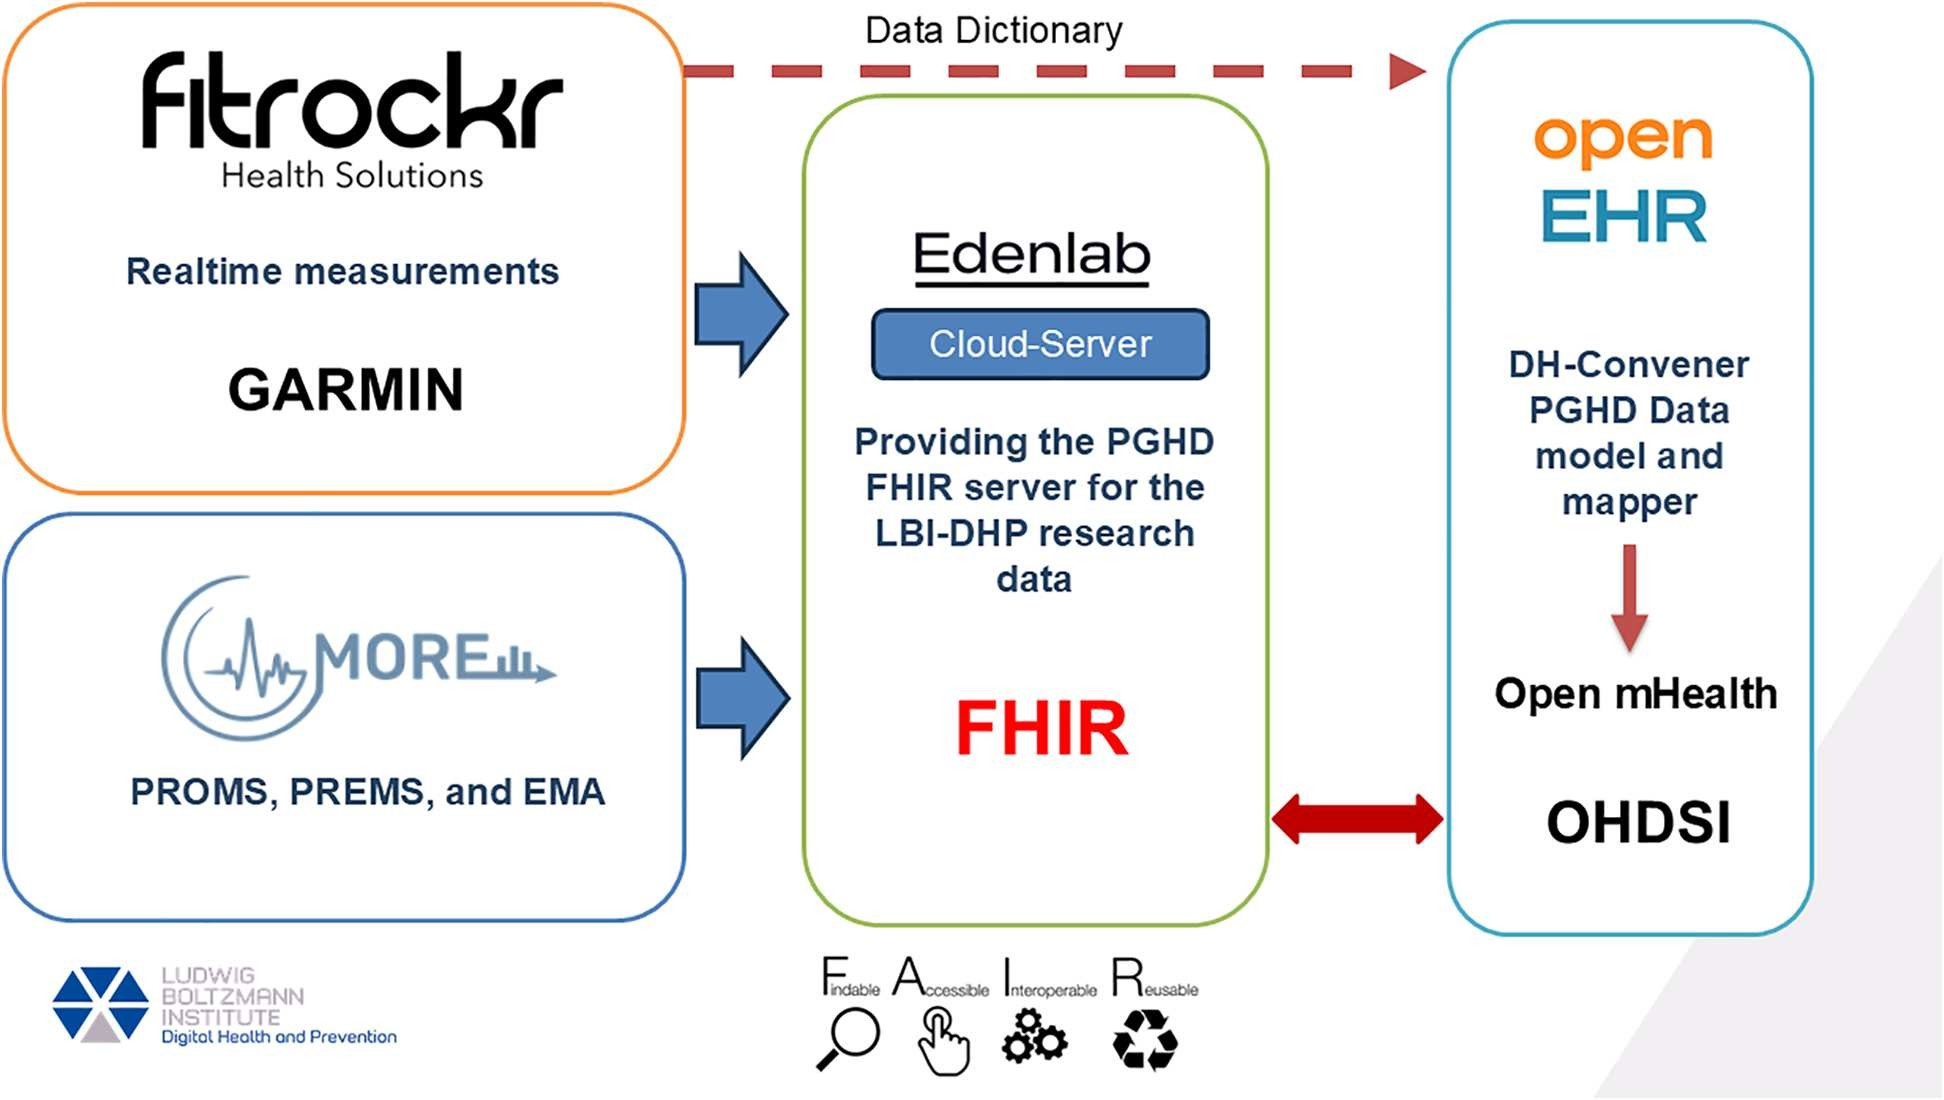 Data Dictionary
fitrockr
Health Solutions
Realtime measurements
GARMIN
MORE
PROMS, PREMS, and EMA
Edenlab
Cloud-Server
Providing the PGHD
FHIR server for the
LBI-DHP research
data
FHIR
open
EHR
DH-Convener
PGHD Data
model and
mapper
Open mHealth
OHDSI
LUDWIG
BOLTZMANN
INSTITUTE
Digital Health and Prevention
Findable Accessible Interoperable Reusable